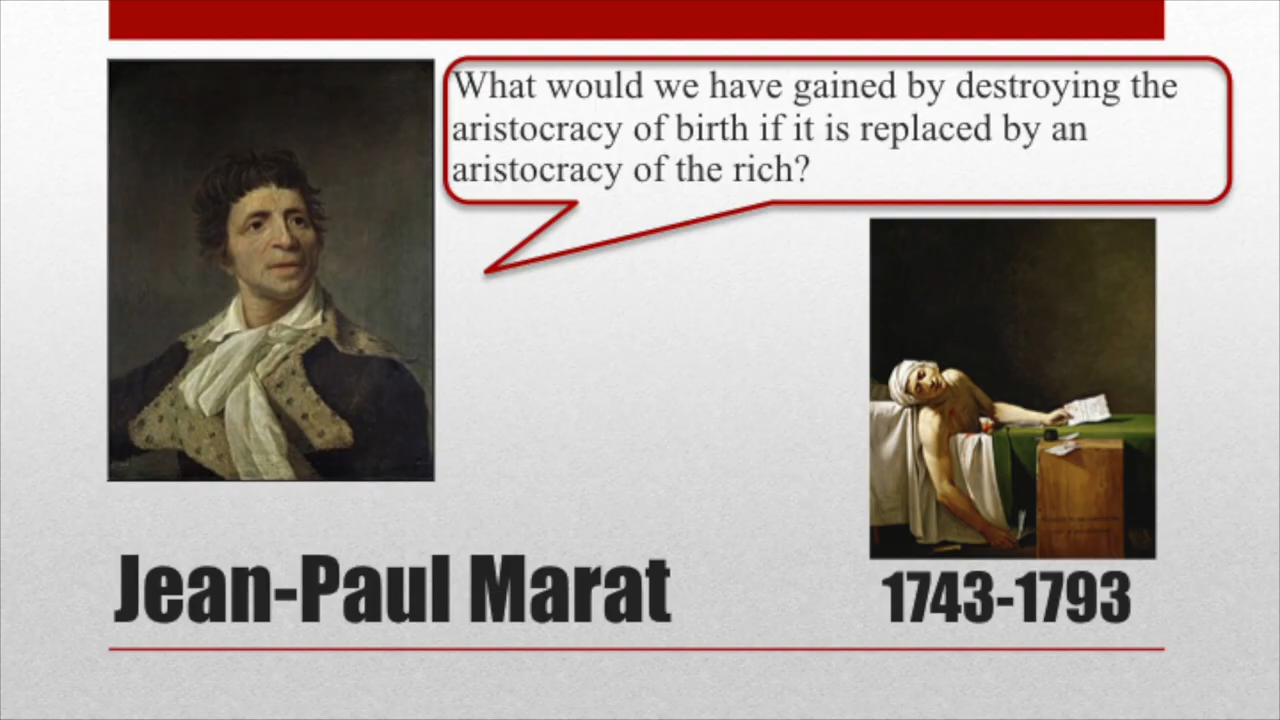 What would we have gained by destroying the
aristocracy of birth if it is replaced by an
aristocracy of the rich?
Jean-Paul Marat
1743-1793